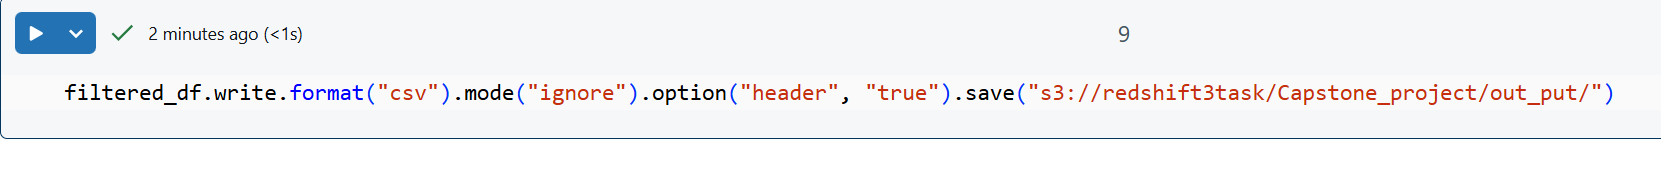 2 minutes ago (<1s)
9
filtered_df.write.format("csv").mode("ignore").option("header", "true").save("s3://redshift3task/Capstone_project/out_put/")